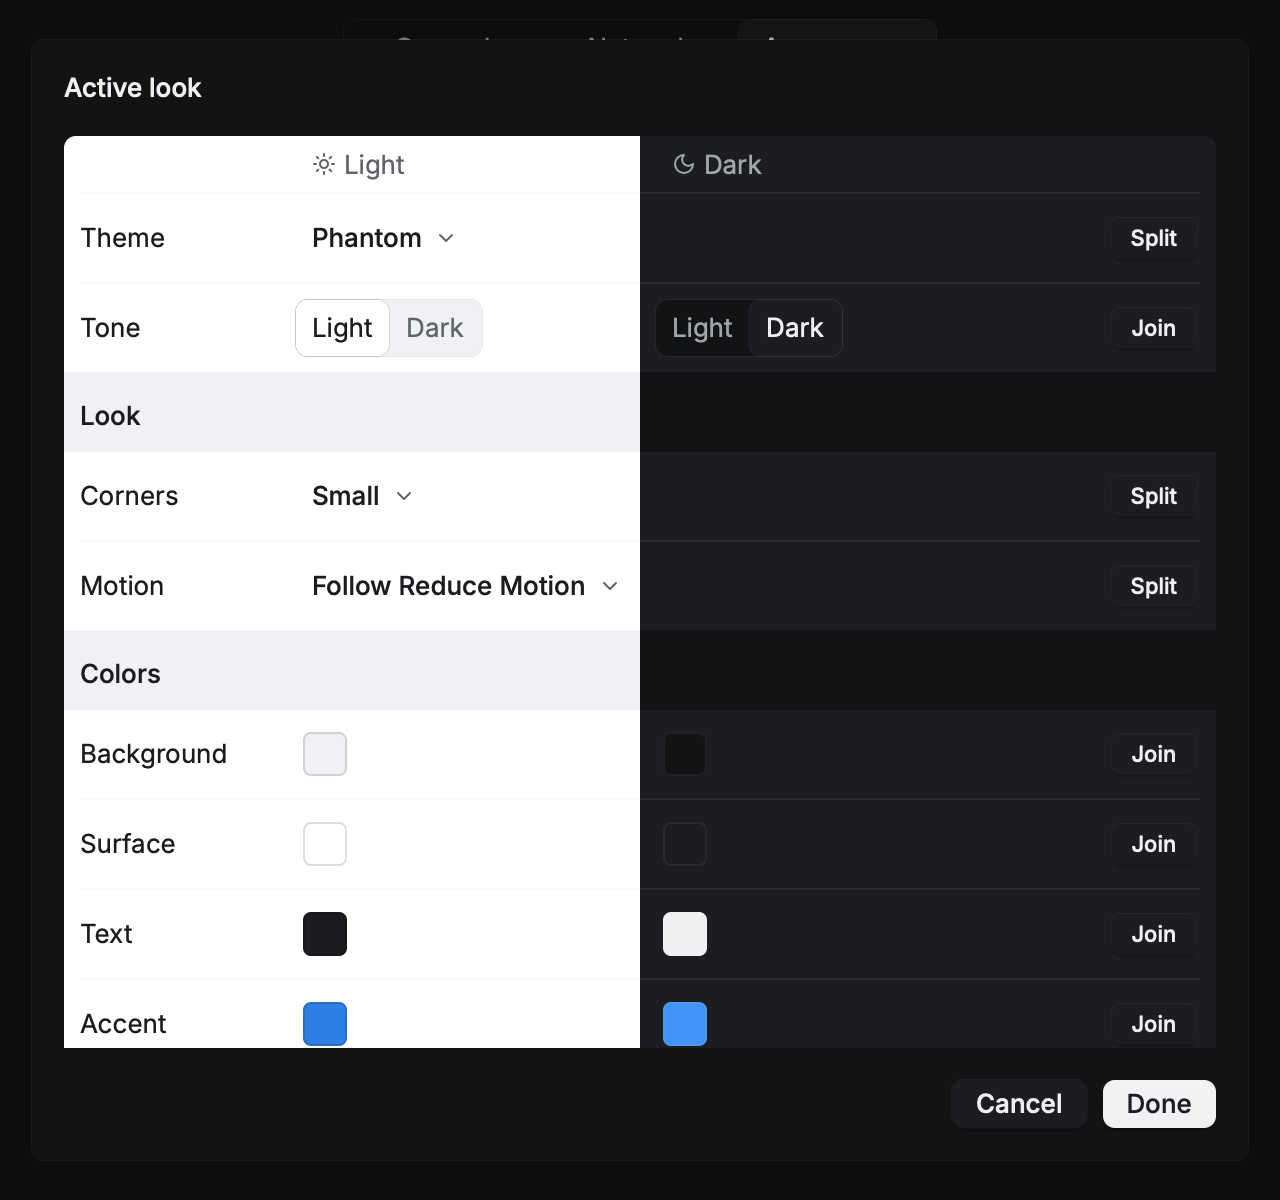 Active look
Light Dark
Theme Phantom Split
Tone Light Dark Light Dark Join
Look
Corners Small Split
Motion Follow Reduce Motion Split
Colors
Background Join
Surface Join
Text Join
Accent Join
Cancel Done